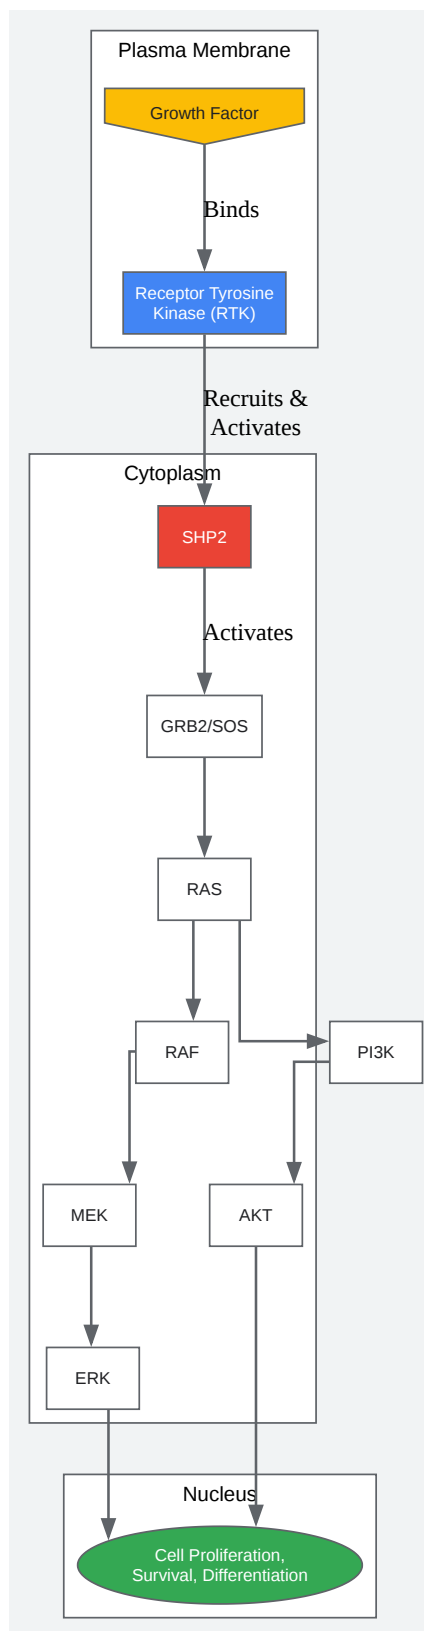 Plasma Membrane
Growth Factor
Binds
Receptor Tyrosine
Kinase (RTK)
Recruits &
Activates
Cytoplasm
SHP2
Activates
GRB2/SOS
RAS
RAF
PI3K
MEK
AKT
ERK
Nucleus
Cell Proliferation,
Survival, Differentiation